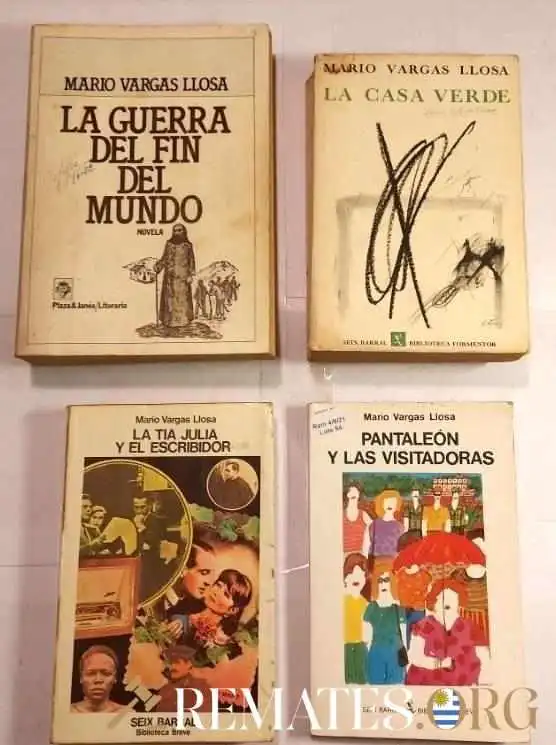 MARIO VARGAS LLOSA
LA GUERRA
DEL FIN
DEL
MUNDO
NOVELA
Plaza & Janés/Literaria
MARIO VARGAS LLOSA
LA CASA VERDE
SEIX BARRAL BIBLIOTECA FORMENTOR
Mario Vargas Llosa
LA TIA JULIA
Y EL ESCRIBIDOR
SEIX BARRAL
Biblioteca Breve
Mario Vargas Llosa
PANTALEÓN
Y LAS VISITADORAS
SEIX BARRAL
REMATES.ORG